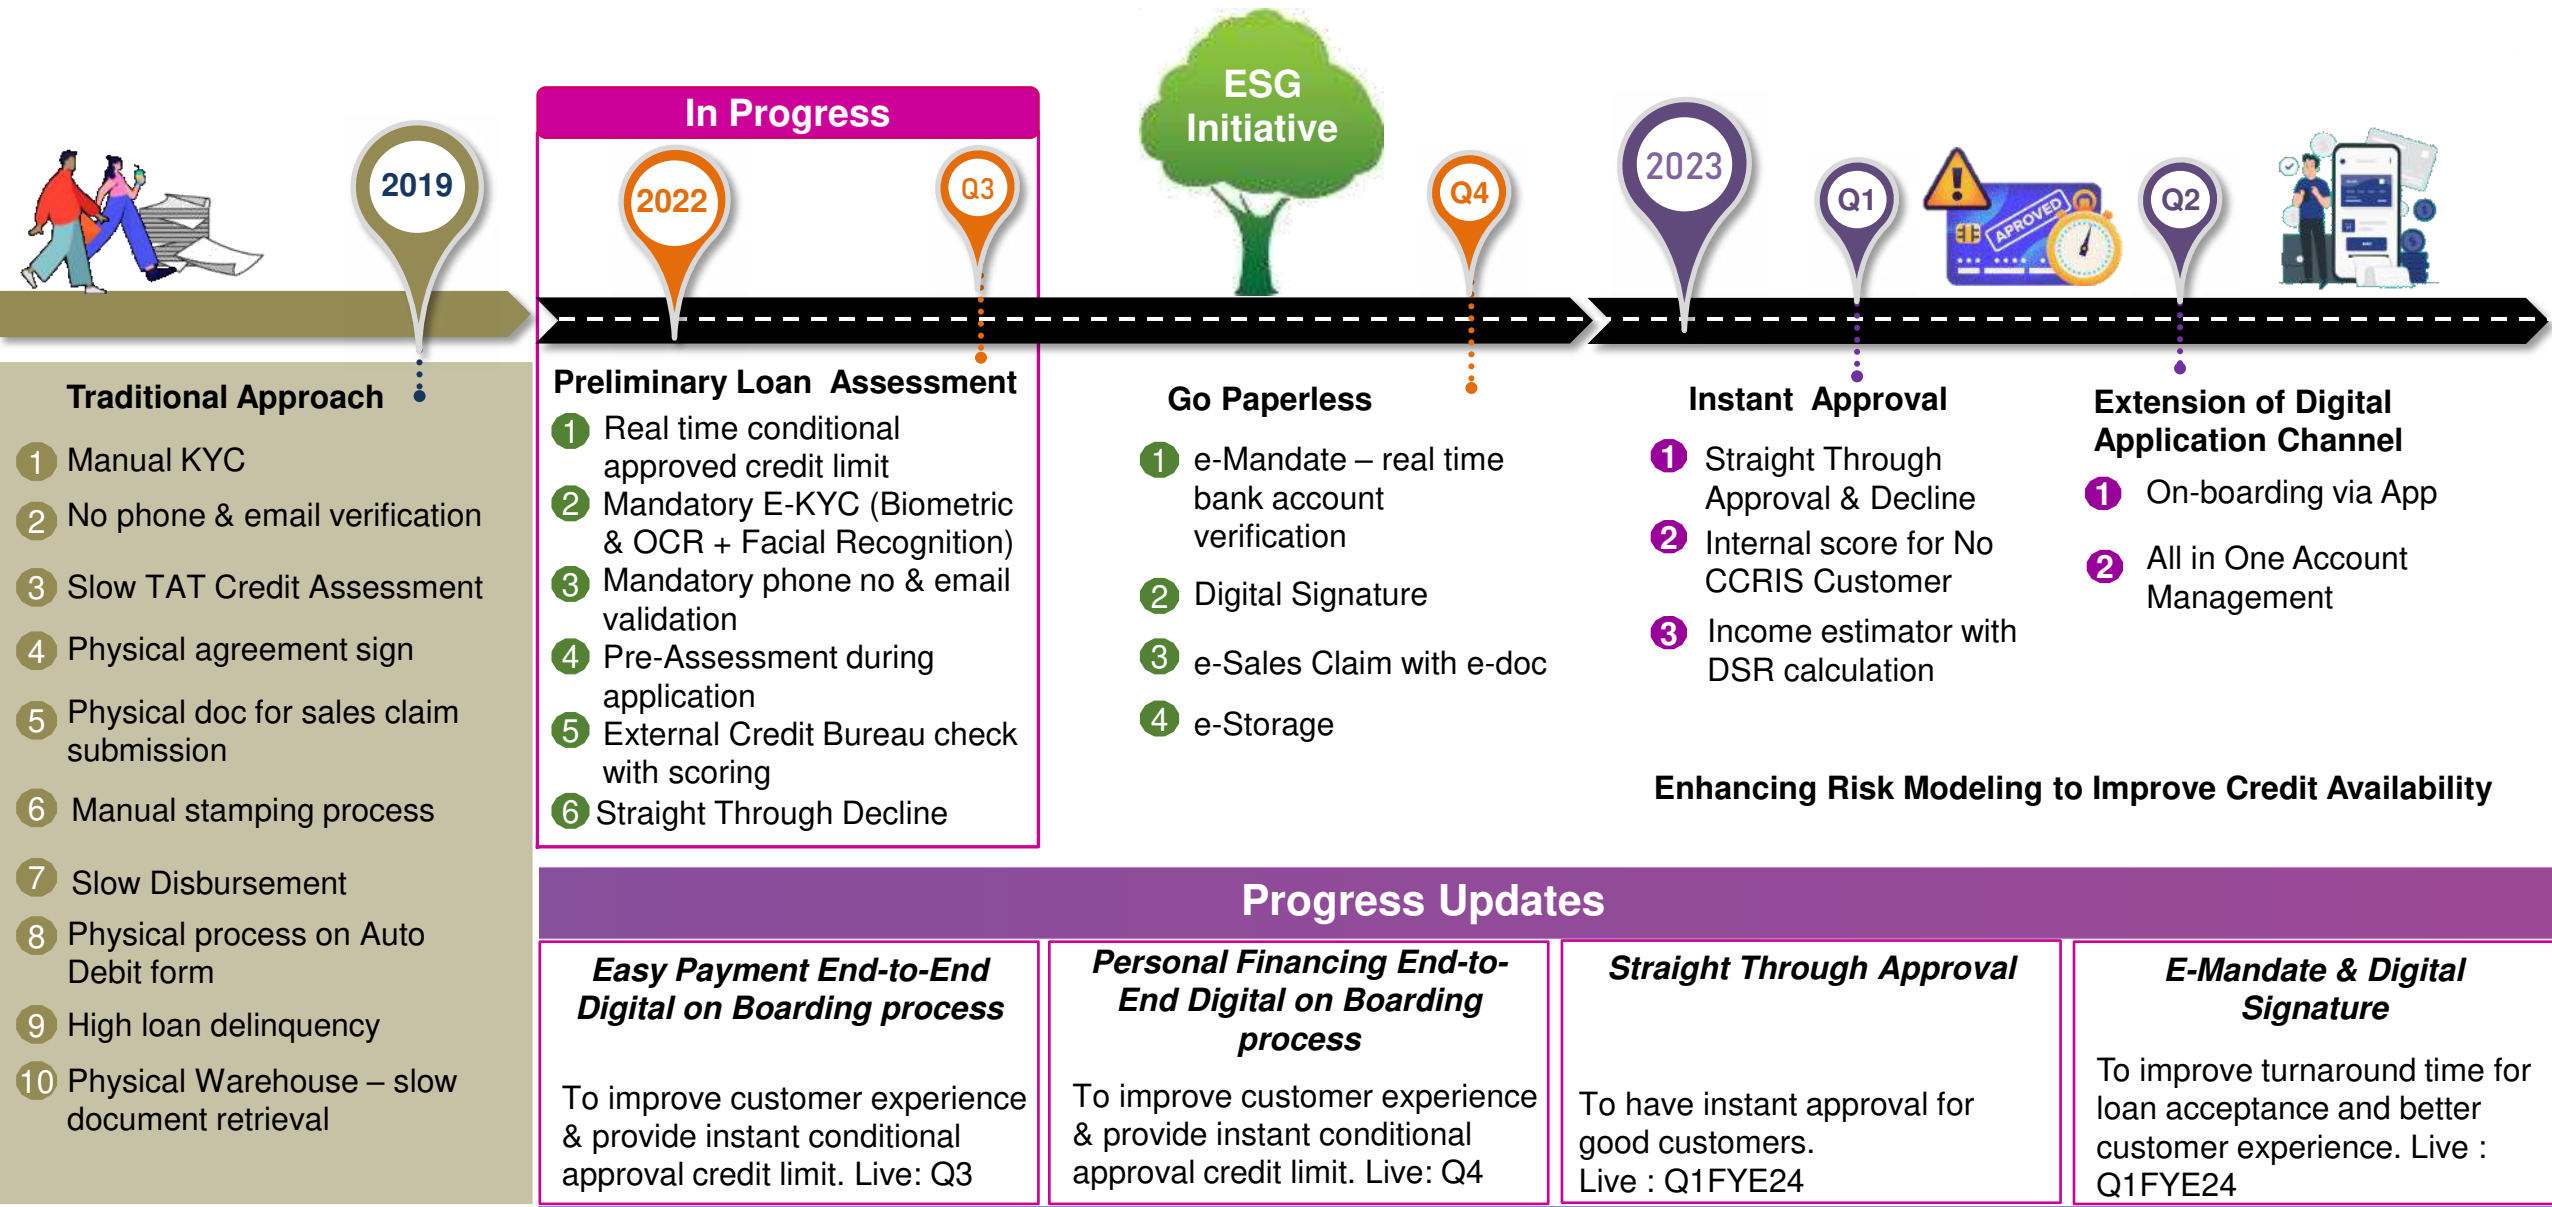 2019
Traditional Approach
1 Manual KYC
2 No phone & email verification
3 Slow TAT Credit Assessment
4 Physical agreement sign
5 Physical doc for sales claim
submission
6 Manual stamping process
7 Slow Disbursement
8 Physical process on Auto
Debit form
9 High loan delinquency
10 Physical Warehouse – slow
document retrieval
In Progress
2022
Q3
Preliminary Loan Assessment
1 Real time conditional
approved credit limit
2 Mandatory E-KYC (Biometric
& OCR + Facial Recognition)
3 Mandatory phone no & email
validation
4 Pre-Assessment during
application
5 External Credit Bureau check
with scoring
6 Straight Through Decline
ESG
Initiative
Q4
Go Paperless
1 e-Mandate – real time
bank account
verification
2 Digital Signature
3 e-Sales Claim with e-doc
4 e-Storage
2023
Q1
APROVED
Instant Approval
1 Straight Through
Approval & Decline
2 Internal score for No
CCRIS Customer
3 Income estimator with
DSR calculation
Q2
Extension of Digital
Application Channel
1 On-boarding via App
2 All in One Account
Management
Enhancing Risk Modeling to Improve Credit Availability
Progress Updates
Easy Payment End-to-End
Digital on Boarding process
To improve customer experience
& provide instant conditional
approval credit limit. Live: Q3
Personal Financing End-to-
End Digital on Boarding
process
To improve customer experience
& provide instant conditional
approval credit limit. Live: Q4
Straight Through Approval
To have instant approval for
good customers.
Live : Q1FYE24
E-Mandate & Digital
Signature
To improve turnaround time for
loan acceptance and better
customer experience. Live :
Q1FYE24